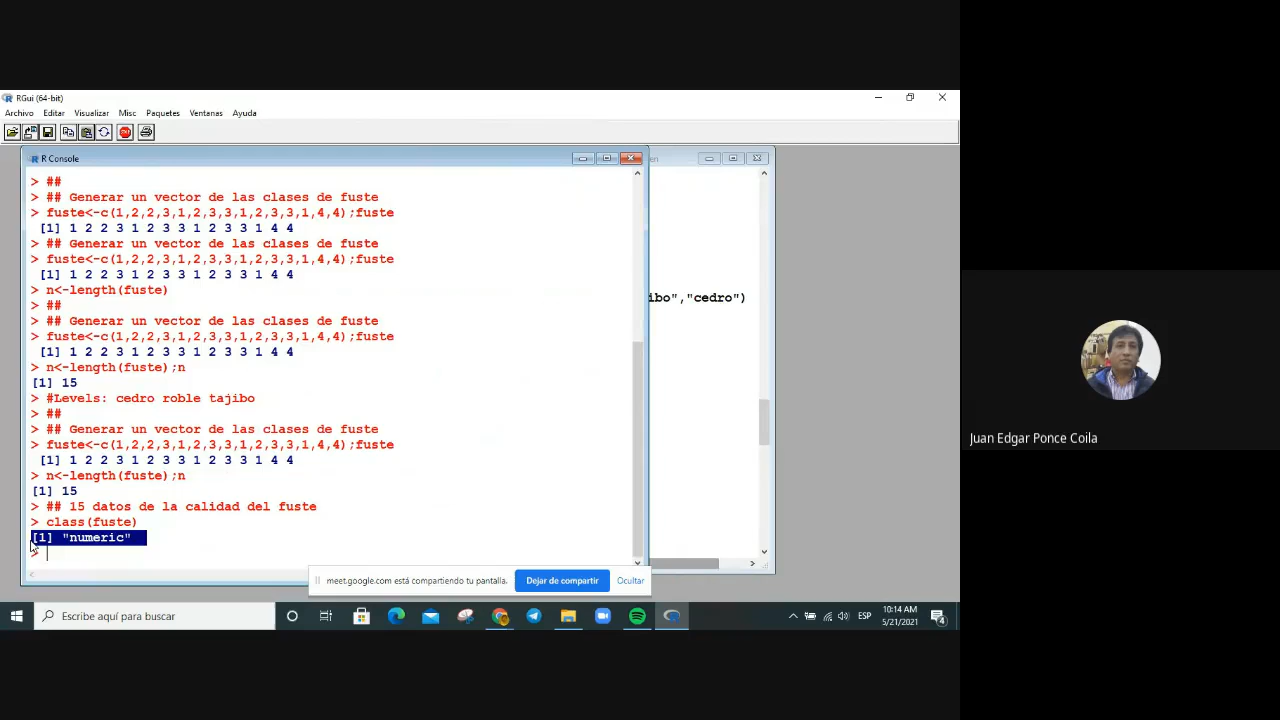 RGui (64-bit)
Archivo Editar Visualizar Misc Paquetes Ventanas Ayuda
R Console
> ##
> ## Generar un vector de las clases de fuste
> fuste<-c(1,2,2,3,1,2,3,3,1,2,3,3,1,4,4);fuste
[1] 1 2 2 3 1 2 3 3 1 2 3 3 1 4 4
> ## Generar un vector de las clases de fuste
> fuste<-c(1,2,2,3,1,2,3,3,1,2,3,3,1,4,4);fuste
[1] 1 2 2 3 1 2 3 3 1 2 3 3 1 4 4
> n<-length(fuste)
> ##
> ## Generar un vector de las clases de fuste
> fuste<-c(1,2,2,3,1,2,3,3,1,2,3,3,1,4,4);fuste
[1] 1 2 2 3 1 2 3 3 1 2 3 3 1 4 4
> n<-length(fuste);n
[1] 15
> #Levels: cedro roble tajibo
> ##
> ## Generar un vector de las clases de fuste
> fuste<-c(1,2,2,3,1,2,3,3,1,2,3,3,1,4,4);fuste
[1] 1 2 2 3 1 2 3 3 1 2 3 3 1 4 4
> n<-length(fuste);n
[1] 15
> ## 15 datos de la calidad del fuste
> class(fuste)
[1] "numeric"
>
en
ibo","cedro")
meet.google.com está compartiendo tu pantalla. Dejar de compartir Ocultar
Escribe aquí para buscar
ESP
10:14 AM
5/21/2021
4
Juan Edgar Ponce Coila